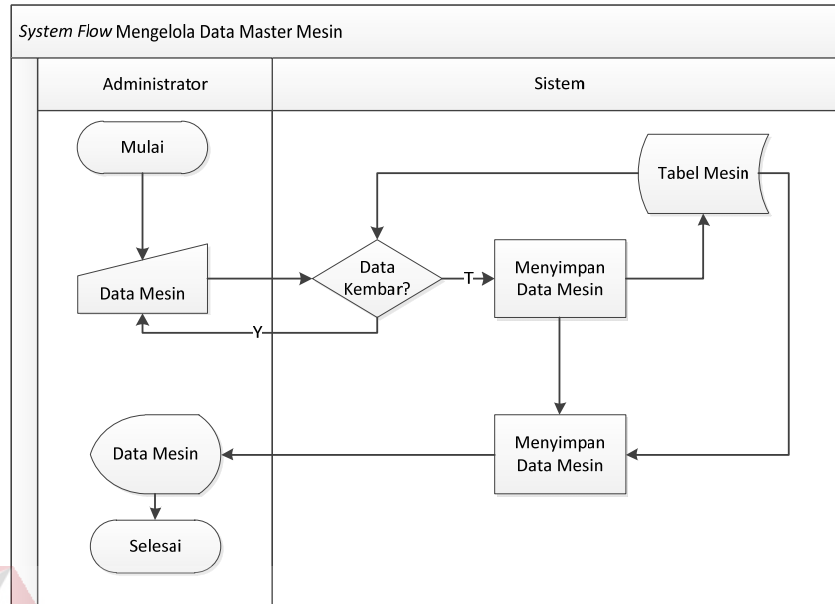 System Flow Mengelola Data Master Mesin
Administrator
Sistem
Mulai
Tabel Mesin
Data Mesin
Data
Kembar?
T
Menyimpan
Data Mesin
Y
Data Mesin
Menyimpan
Data Mesin
Selesai